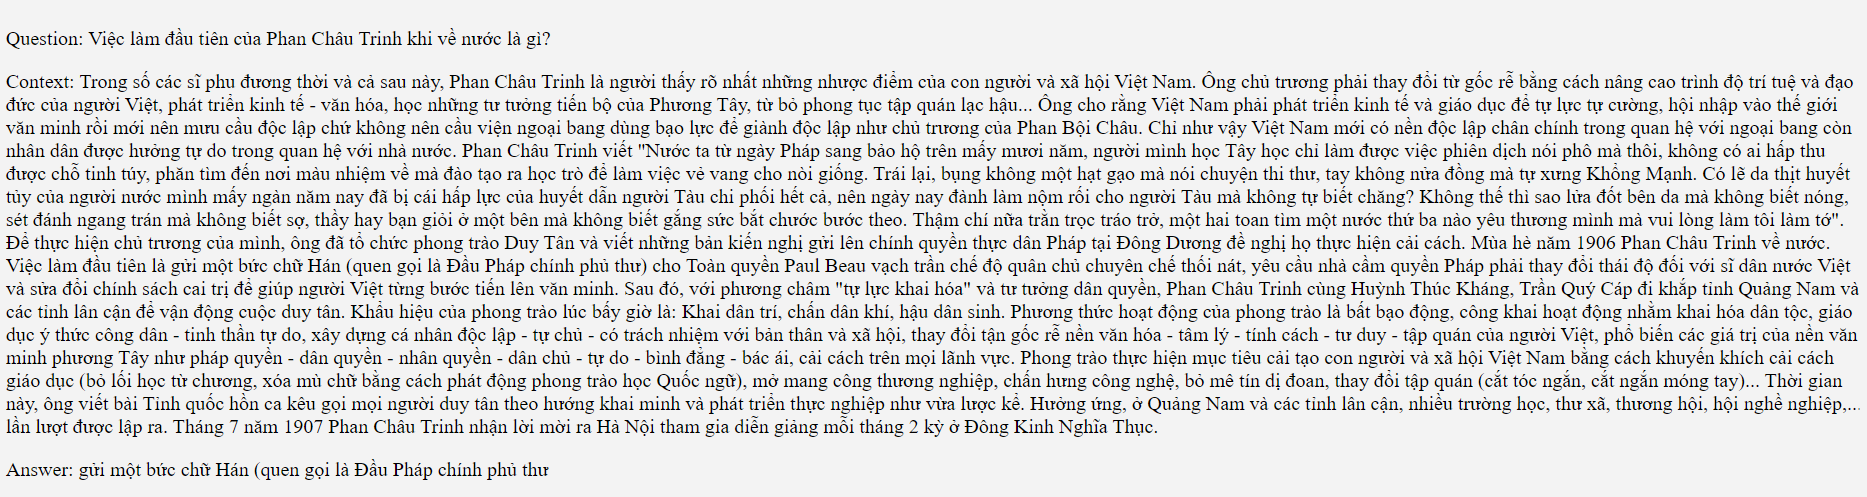 Question: Việc làm đầu tiên của Phan Châu Trinh khi về nước là gì?
Context: Trong số các sĩ phu đương thời và cả sau này, Phan Châu Trinh là người thấy rõ nhất những nhược điểm của con người và xã hội Việt Nam. Ông chủ trương phải thay đổi từ gốc rễ bằng cách nâng cao trình độ trí tuệ và đạo
đức của người Việt, phát triển kinh tế - văn hóa, học những tư tưởng tiến bộ của Phương Tây, từ bỏ phong tục tập quán lạc hậu... Ông cho rằng Việt Nam phải phát triển kinh tế và giáo dục để tự lực tự cường, hội nhập vào thế giới
văn minh rồi mới nên mưu cầu độc lập chứ không nên cầu viện ngoại bang dùng bạo lực để giành độc lập như chủ trương của Phan Bội Châu. Chỉ như vậy Việt Nam mới có nền độc lập chân chính trong quan hệ với ngoại bang còn
nhân dân được hưởng tự do trong quan hệ với nhà nước. Phan Châu Trinh viết "Nước ta từ ngày Pháp sang bảo hộ trên mấy mươi năm, người mình học Tây học chỉ làm được việc phiên dịch nói phô mà thôi, không có ai hấp thu
được chỗ tinh túy, phăn tìm đến nơi màu nhiệm về mà đào tạo ra học trò để làm việc vẻ vang cho nòi giống. Trái lại, bụng không một hạt gạo mà nói chuyện thi thư, tay không nửa đồng mà tự xưng Khổng Mạnh. Có lẽ da thịt huyết
tủy của người nước mình mấy ngàn năm nay đã bị cái hấp lực của huyết dẫn người Tàu chi phối hết cả, nên ngày nay đành làm nộm rối cho người Tàu mà không tự biết chăng? Không thế thì sao lửa đốt bên da mà không biết nóng,
sét đánh ngang trán mà không biết sợ, thầy hay bạn giỏi ở một bên mà không biết gắng sức bắt chước bước theo. Thậm chí nữa trằn trọc tráo trở, một hai toan tìm một nước thứ ba nào yêu thương mình mà vui lòng làm tôi làm tớ".
Để thực hiện chủ trương của mình, ông đã tổ chức phong trào Duy Tân và viết những bản kiến nghị gửi lên chính quyền thực dân Pháp tại Đông Dương đề nghị họ thực hiện cải cách. Mùa hè năm 1906 Phan Châu Trinh về nước.
Việc làm đầu tiên là gửi một bức chữ Hán (quen gọi là Đầu Pháp chính phủ thư) cho Toàn quyền Paul Beau vạch trần chế độ quân chủ chuyên chế thối nát, yêu cầu nhà cầm quyền Pháp phải thay đổi thái độ đối với sĩ dân nước Việt
và sửa đổi chính sách cai trị để giúp người Việt từng bước tiến lên văn minh. Sau đó, với phương châm "tự lực khai hóa" và tư tưởng dân quyền, Phan Châu Trinh cùng Huỳnh Thúc Kháng, Trần Quý Cáp đi khắp tỉnh Quảng Nam và
các tỉnh lân cận để vận động cuộc duy tân. Khẩu hiệu của phong trào lúc bấy giờ là: Khai dân trí, chấn dân khí, hậu dân sinh. Phương thức hoạt động của phong trào là bất bạo động, công khai hoạt động nhằm khai hóa dân tộc, giáo
dục ý thức công dân - tinh thần tự do, xây dựng cá nhân độc lập - tự chủ - có trách nhiệm với bản thân và xã hội, thay đổi tận gốc rễ nền văn hóa - tâm lý - tính cách - tư duy - tập quán của người Việt, phổ biến các giá trị của nền văn
minh phương Tây như pháp quyền - dân quyền - nhân quyền - dân chủ - tự do - bình đẳng - bác ái, cải cách trên mọi lãnh vực. Phong trào thực hiện mục tiêu cải tạo con người và xã hội Việt Nam bằng cách khuyến khích cải cách
giáo dục (bỏ lối học từ chương, xóa mù chữ bằng cách phát động phong trào học Quốc ngữ), mở mang công thương nghiệp, chấn hưng công nghệ, bỏ mê tín dị đoan, thay đổi tập quán (cắt tóc ngắn, cắt ngắn móng tay)... Thời gian
này, ông viết bài Tỉnh quốc hồn ca kêu gọi mọi người duy tân theo hướng khai minh và phát triển thực nghiệp như vừa lược kể. Hưởng ứng, ở Quảng Nam và các tỉnh lân cận, nhiều trường học, thư xã, thương hội, hội nghề nghiệp,...
lần lượt được lập ra. Tháng 7 năm 1907 Phan Châu Trinh nhận lời mời ra Hà Nội tham gia diễn giảng mỗi tháng 2 kỳ ở Đông Kinh Nghĩa Thục.
Answer: gửi một bức chữ Hán (quen gọi là Đầu Pháp chính phủ thư